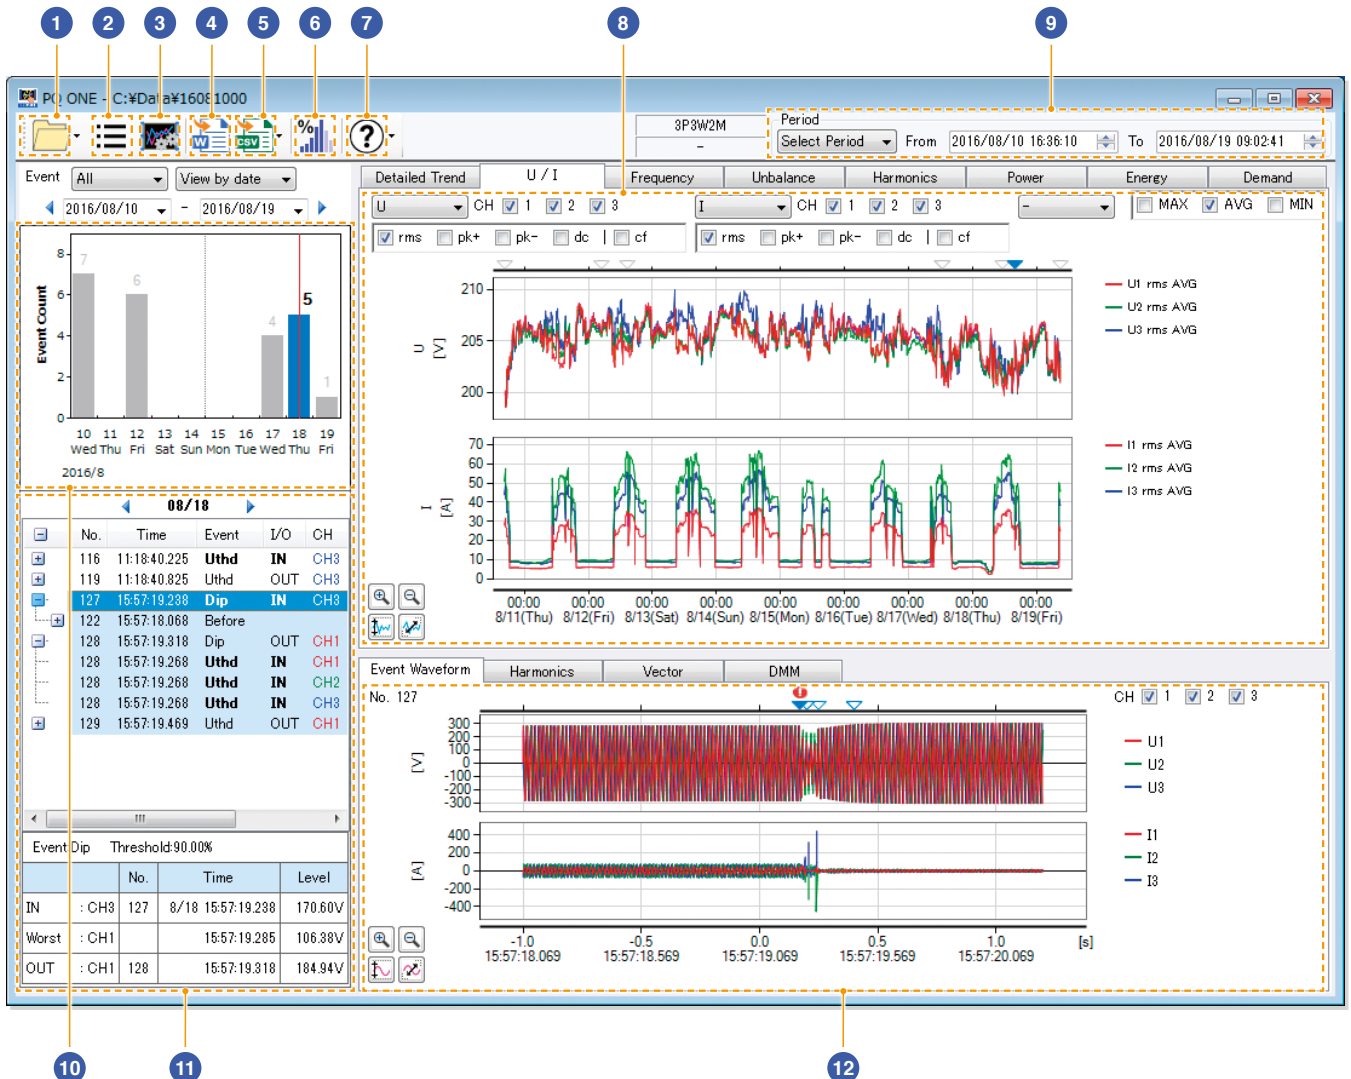 1 2 3 4 5 6 7 8 9
PQ ONE - C:¥Data¥16081000
W CSV % ?
3P3W2M
-
Period
Select Period From 2016/08/10 16:36:10 To 2016/08/19 09:02:41
Event All View by date
2016/08/10 - 2016/08/19
Event Count
8
6
4
2
0
7 6 4 5 1
10 11 12 13 14 15 16 17 18 19
Wed Thu Fri Sat Sun Mon Tue Wed Thu Fri
2016/8
08/18
No. Time Event I/O CH
116 11:18:40.225 Uthd IN CH3
119 11:18:40.825 Uthd OUT CH3
127 15:57:19.238 Dip IN CH3
122 15:57:18.068 Before
128 15:57:19.318 Dip OUT CH1
128 15:57:19.268 Uthd IN CH1
128 15:57:19.268 Uthd IN CH2
128 15:57:19.268 Uthd IN CH3
129 15:57:19.469 Uthd OUT CH1
Event Dip Threshold:90.00%
No. Time Level
IN : CH3 127 8/18 15:57:19.238 170.60V
Worst : CH1 15:57:19.285 106.38V
OUT : CH1 128 15:57:19.318 184.94V
Detailed Trend U / I Frequency Unbalance Harmonics Power Energy Demand
U CH 1 2 3 I CH 1 2 3 - MAX AVG MIN
rms pk+ pk- dc | cf rms pk+ pk- dc | cf
210
205
200
U
[V]
U1 rms AVG
U2 rms AVG
U3 rms AVG
70
60
50
40
30
20
10
0
I
[A]
I1 rms AVG
I2 rms AVG
I3 rms AVG
00:00 00:00 00:00 00:00 00:00 00:00 00:00 00:00 00:00
8/11(Thu) 8/12(Fri) 8/13(Sat) 8/14(Sun) 8/15(Mon) 8/16(Tue) 8/17(Wed) 8/18(Thu) 8/19(Fri)
Event Waveform Harmonics Vector DMM
No. 127 CH 1 2 3
300
200
100
0
-100
-200
-300
[V]
U1
U2
U3
400
200
0
-200
-400
[A]
I1
I2
I3
-1.0 -0.5 0.0 0.5 1.0 [s]
15:57:18.069 15:57:18.569 15:57:19.069 15:57:19.569 15:57:20.069
10 11 12